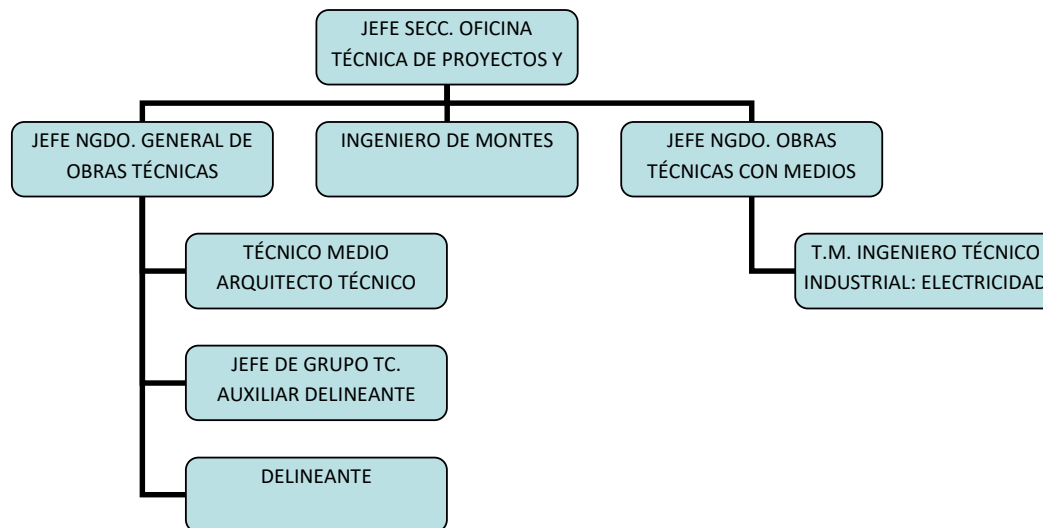 JEFE SECC. OFICINA
TÉCNICA DE PROYECTOS Y
JEFE NGDO. GENERAL DE
OBRAS TÉCNICAS
INGENIERO DE MONTES
JEFE NGDO. OBRAS
TÉCNICAS CON MEDIOS
TÉCNICO MEDIO
ARQUITECTO TÉCNICO
T.M. INGENIERO TÉCNICO
INDUSTRIAL: ELECTRICIDAD
JEFE DE GRUPO TC.
AUXILIAR DELINEANTE
DELINEANTE